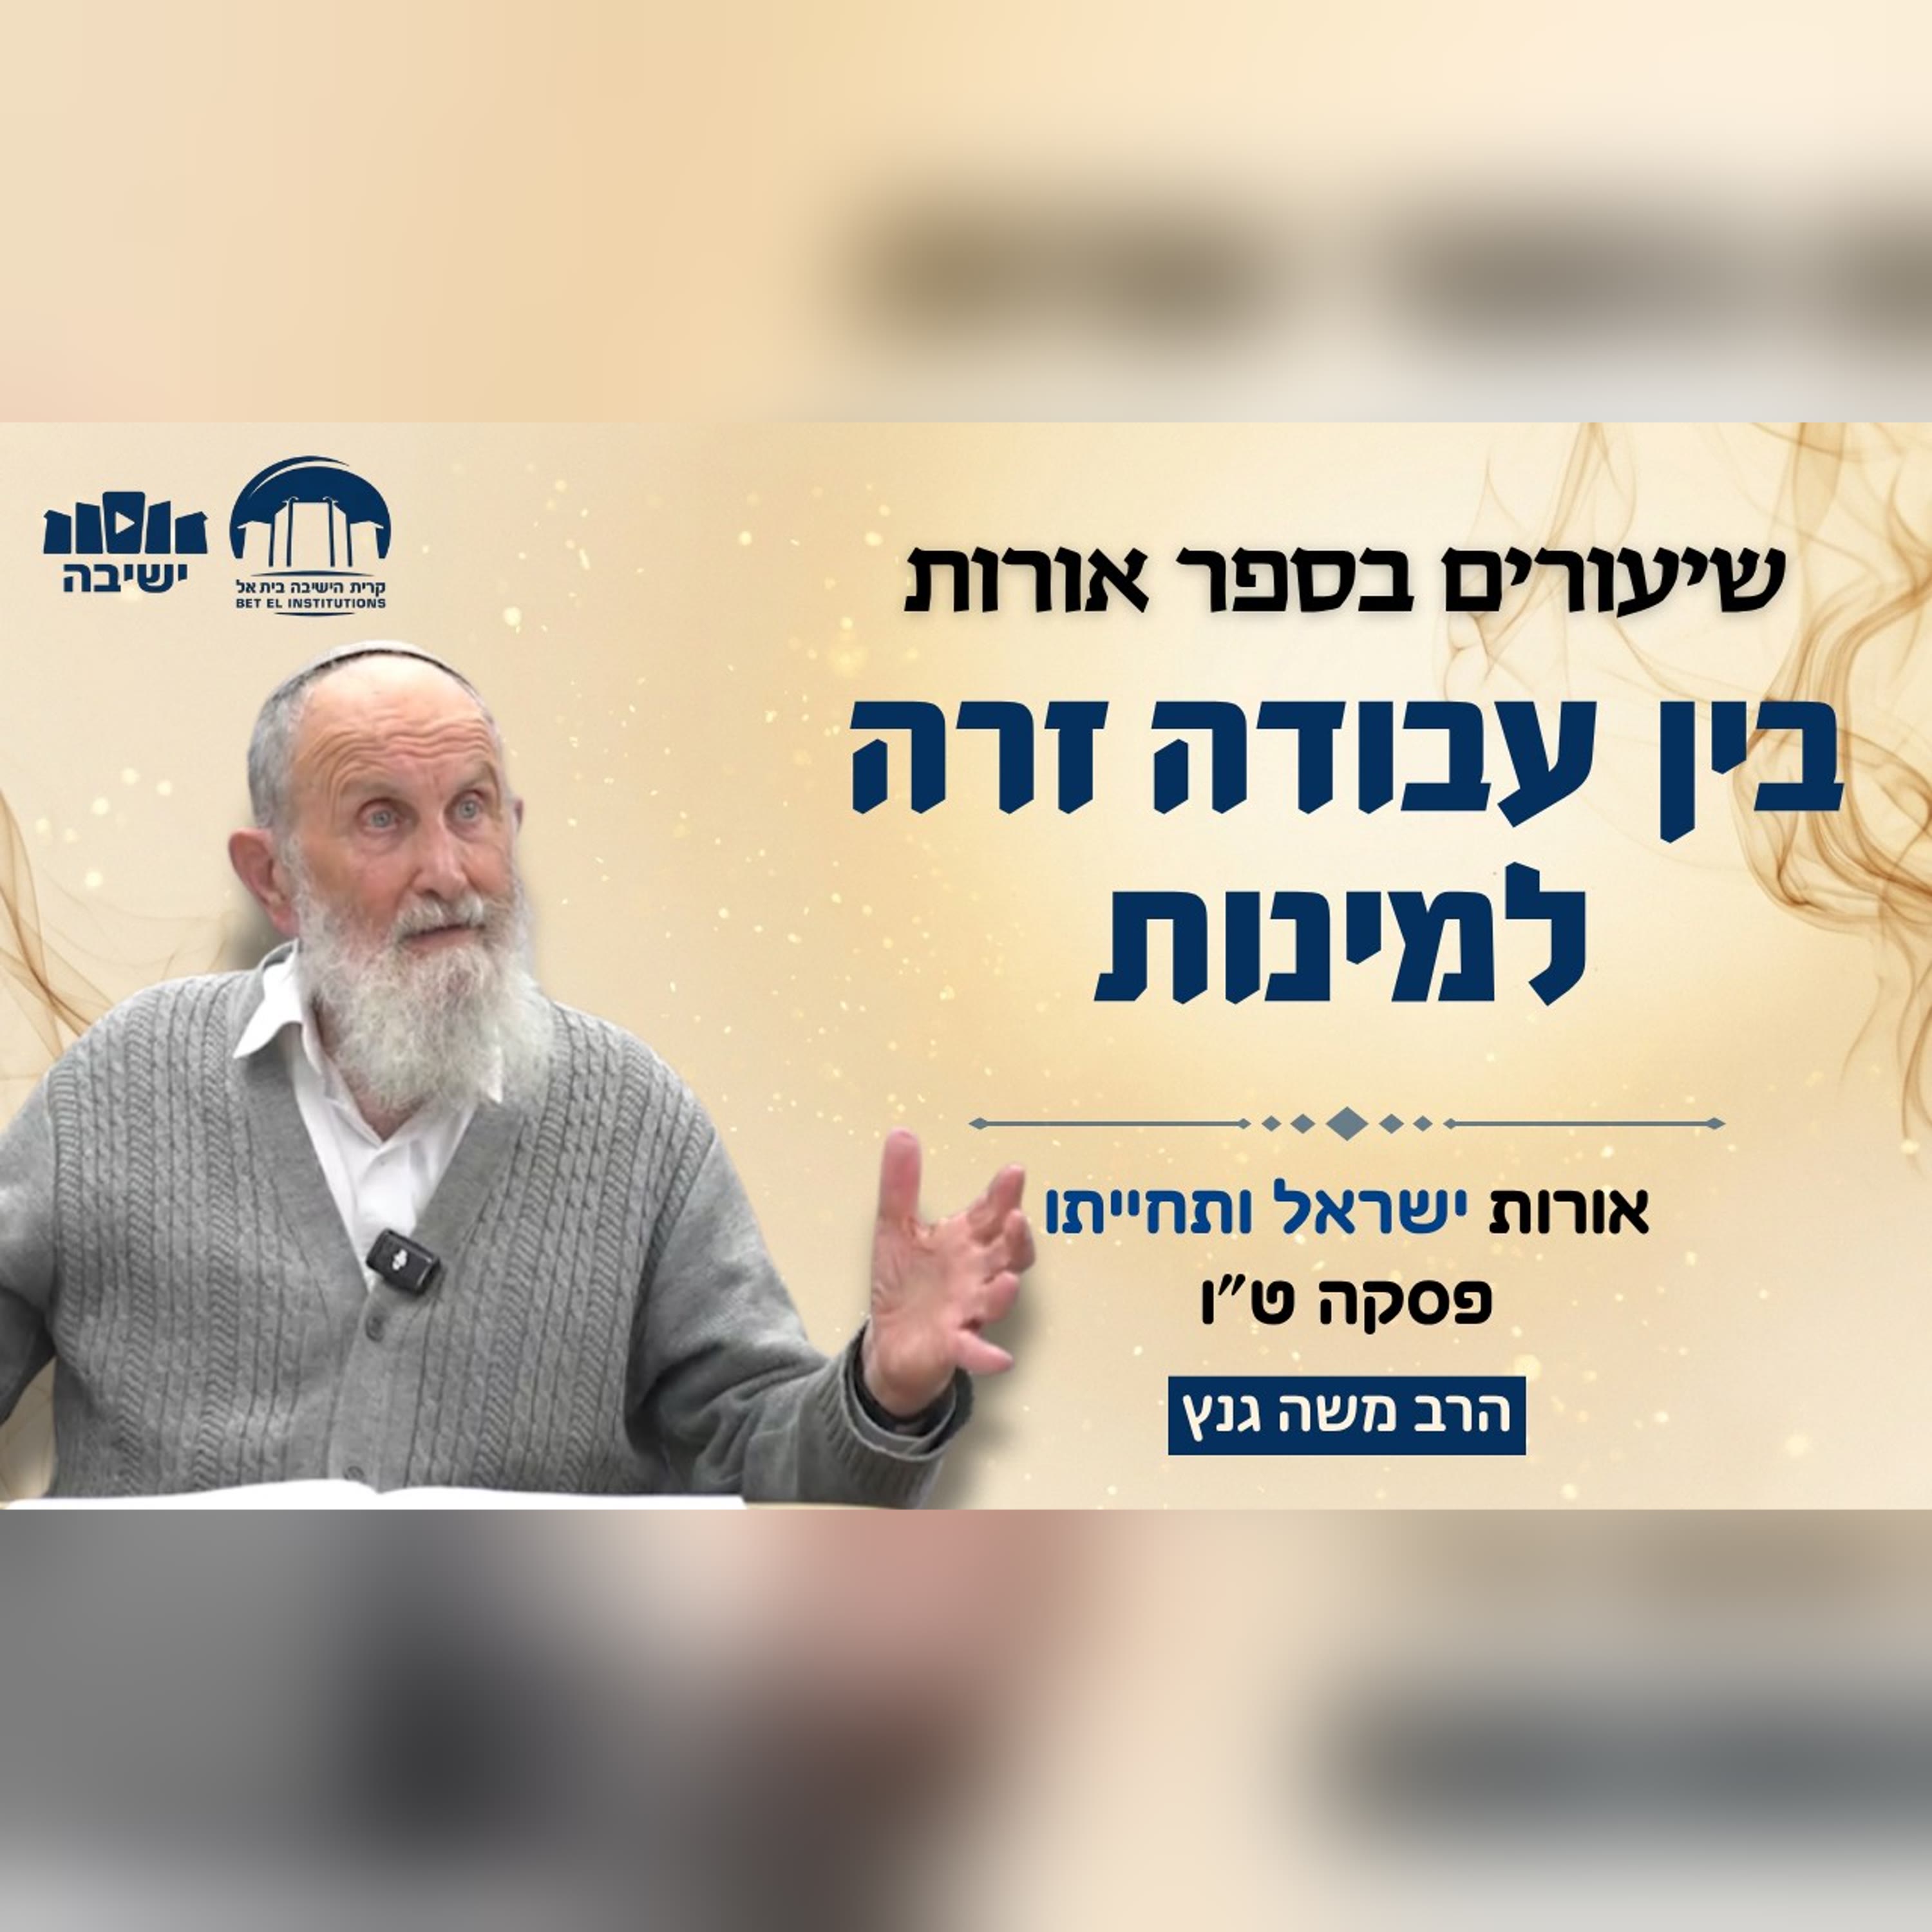 ישיבה
קרית הישיבה בית אל
BET EL INSTITUTIONS
שיעורים בספר אורות
בין עבודה זרה
למינות
אורות ישראל ותחייתו
פסקה ט״ו
הרב משה גנץ